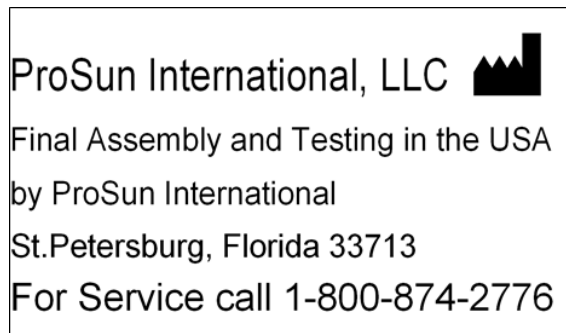 ProSun International, LLC
Final Assembly and Testing in the USA
by ProSun International
St.Petersburg, Florida 33713
For Service call 1-800-874-2776